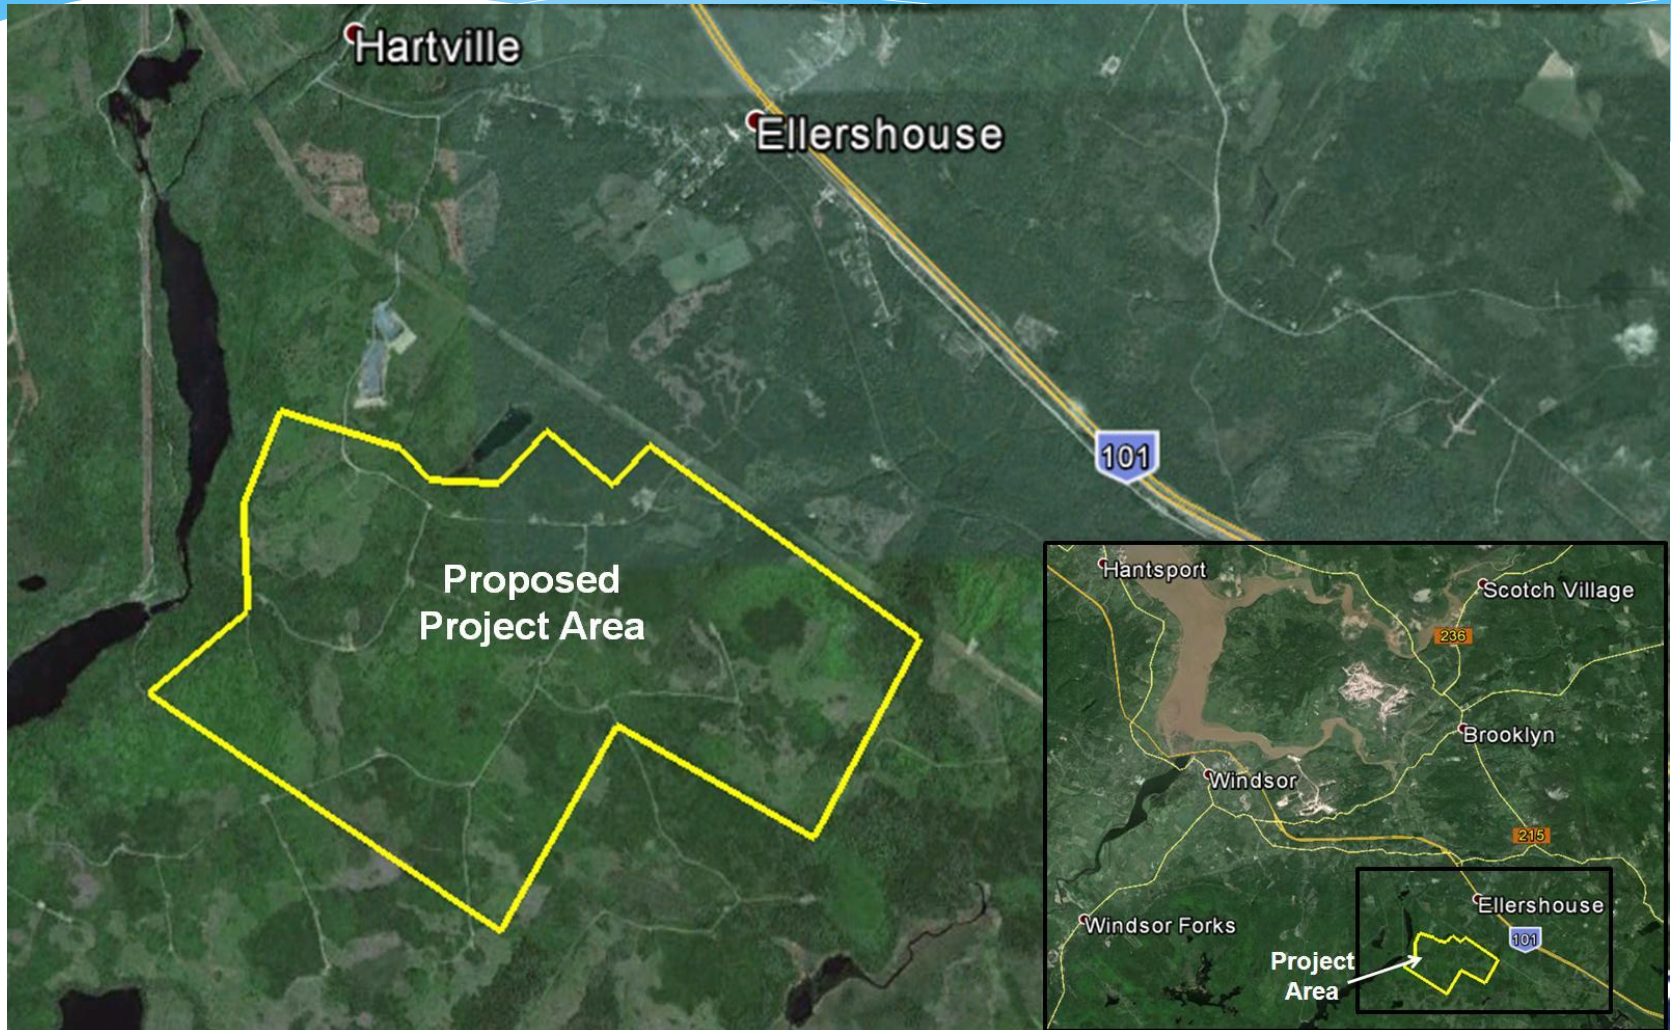 Hartville
Ellershouse
101
Proposed
Project Area
Hantsport
Scotch Village
236
Brooklyn
Windsor
215
Ellershouse
Windsor Forks
101
Project
Area